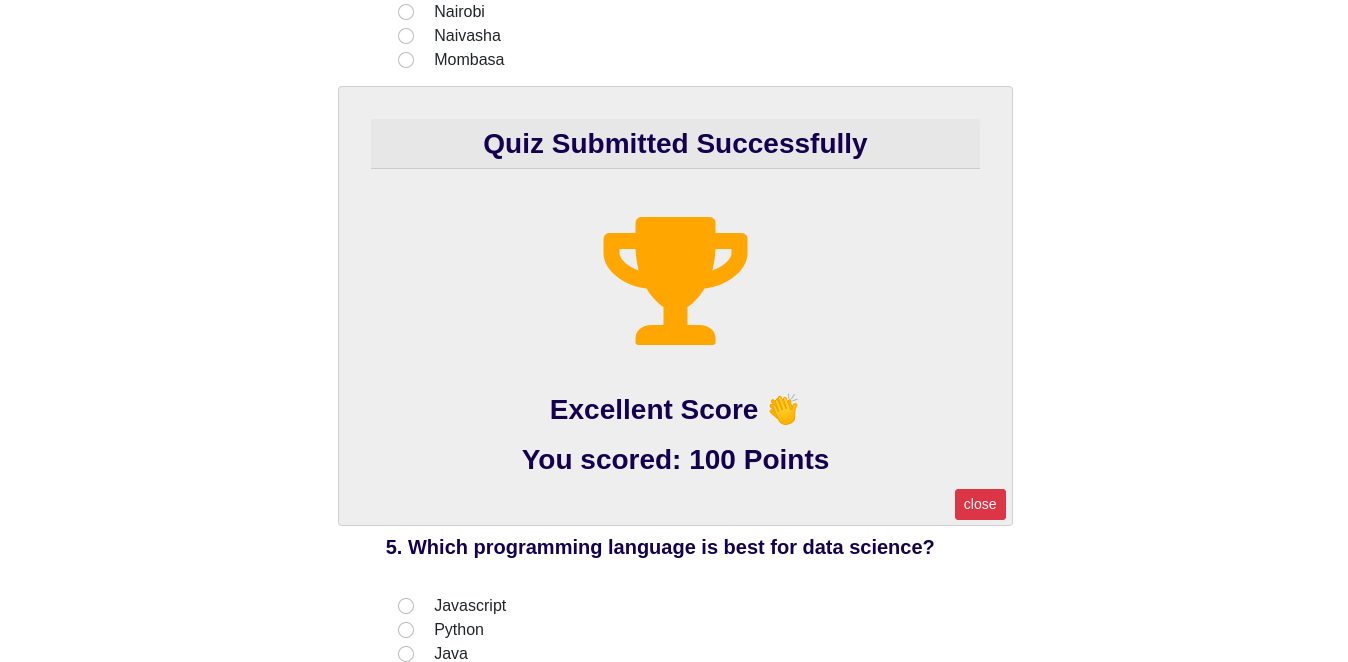 Nairobi
Naivasha
Mombasa
Quiz Submitted Successfully
Excellent Score 👏
You scored: 100 Points
close
5. Which programming language is best for data science?
Javascript
Python
Java